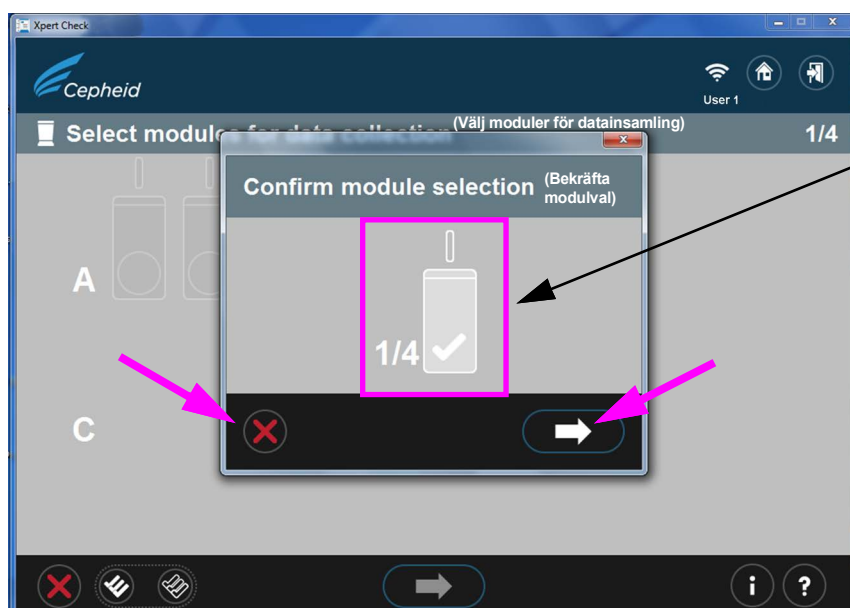 Xpert Check
Cepheid
User 1
Select modules for data collection (Välj moduler för datainsamling) 1/4
Confirm module selection (Bekräfta
modulval)
A
1/4
C
i ?